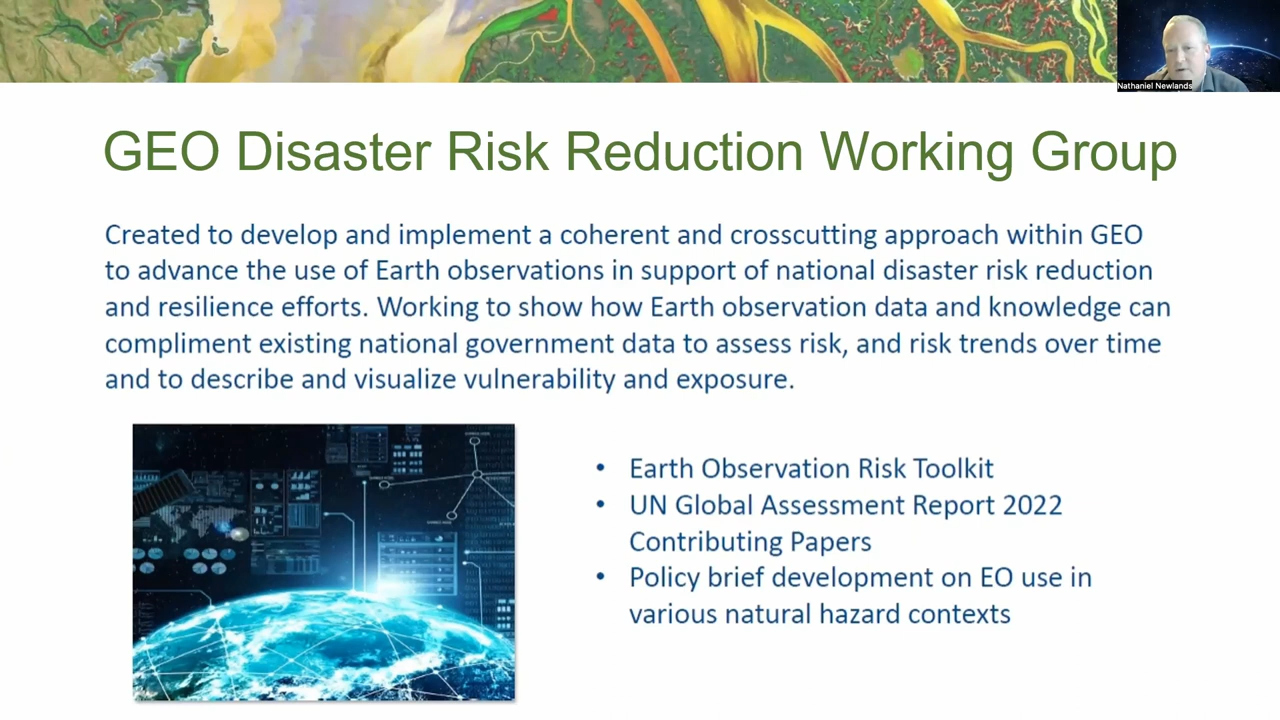 Nathaniel Newlands
GEO Disaster Risk Reduction Working Group
Created to develop and implement a coherent and crosscutting approach within GEO
to advance the use of Earth observations in support of national disaster risk reduction
and resilience efforts. Working to show how Earth observation data and knowledge can
compliment existing national government data to assess risk, and risk trends over time
and to describe and visualize vulnerability and exposure.
• Earth Observation Risk Toolkit
• UN Global Assessment Report 2022
Contributing Papers
• Policy brief development on EO use in
various natural hazard contexts